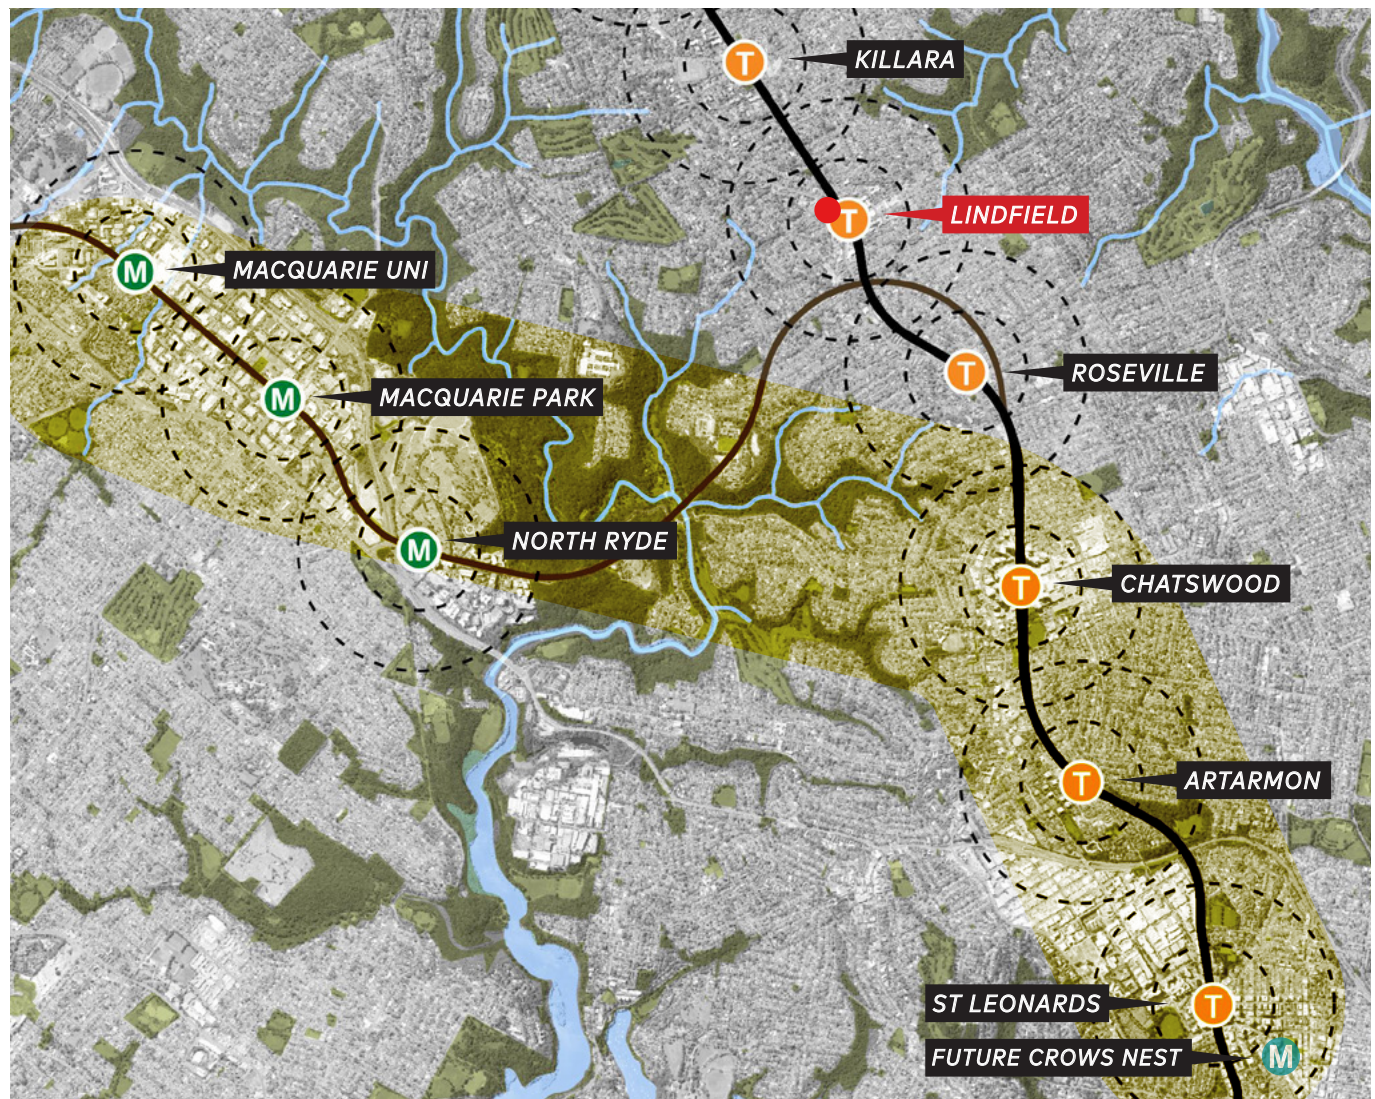 T
KILLARA
T
LINDFIELD
M
MACQUARIE UNI
T
ROSEVILLE
M
MACQUARIE PARK
M
NORTH RYDE
T
CHATSWOOD
T
ARTARMON
ST LEONARDS
T
FUTURE CROWS NEST
M